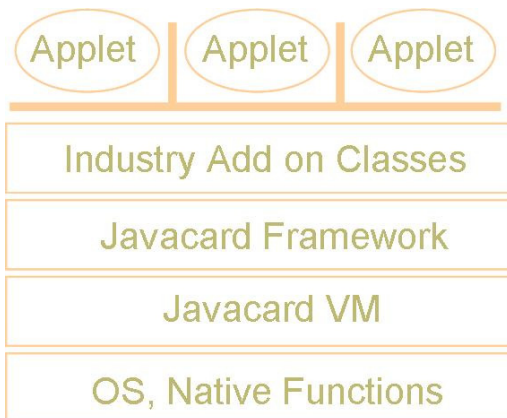 Applet Applet Applet
Industry Add on Classes
Javacard Framework
Javacard VM
OS, Native Functions